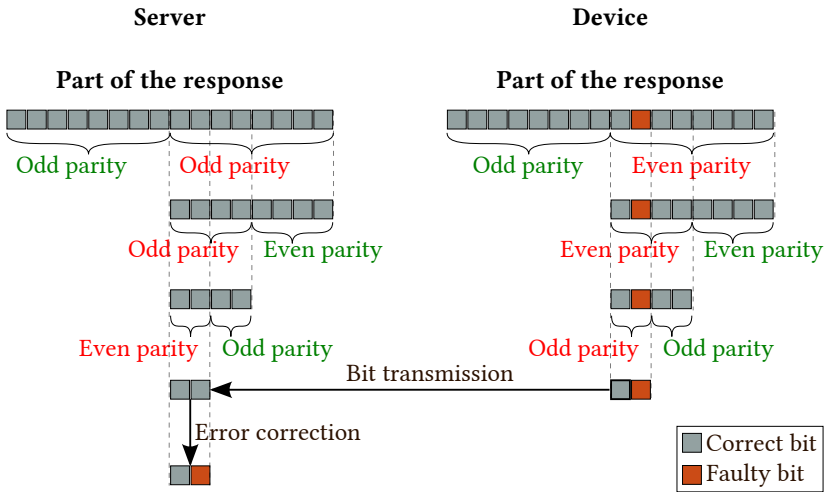 Server Device
Part of the response Part of the response
Odd parity Odd parity Odd parity Even parity
Odd parity Even parity Even parity Even parity
Even parity Odd parity Odd parity Odd parity
Bit transmission
Error correction
Correct bit
Faulty bit